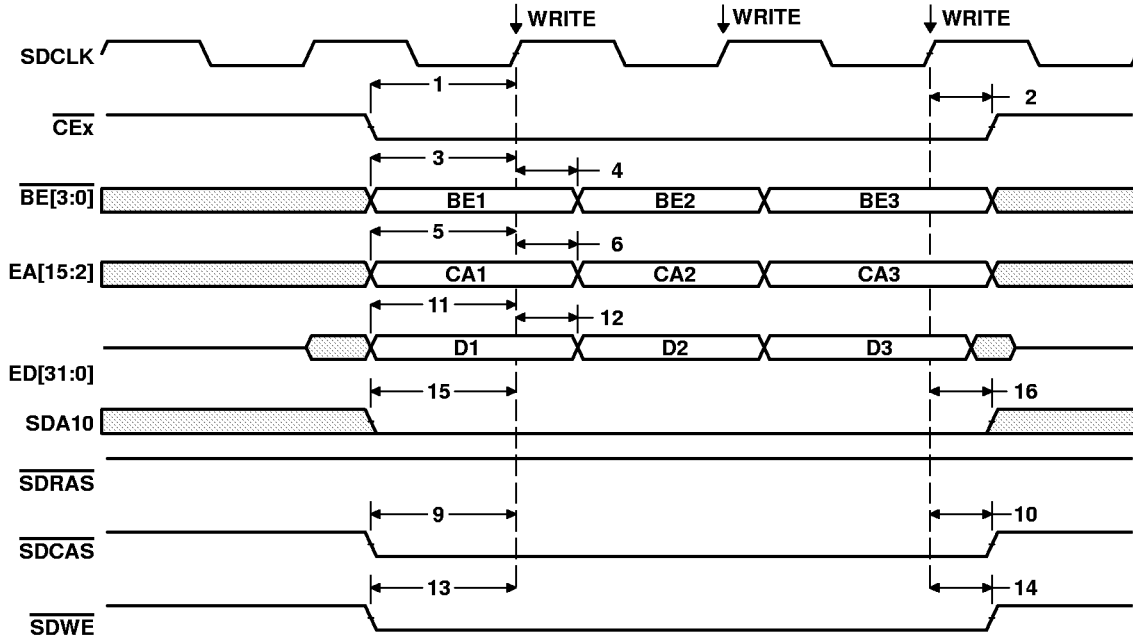 WRITE WRITE WRITE
SDCLK
1 2
CEx
3 4
BE[3:0] BE1 BE2 BE3
5 6
EA[15:2] CA1 CA2 CA3
11 12
D1 D2 D3
ED[31:0]
15 16
SDA10
SDRAS
9 10
SDCAS
13 14
SDWE